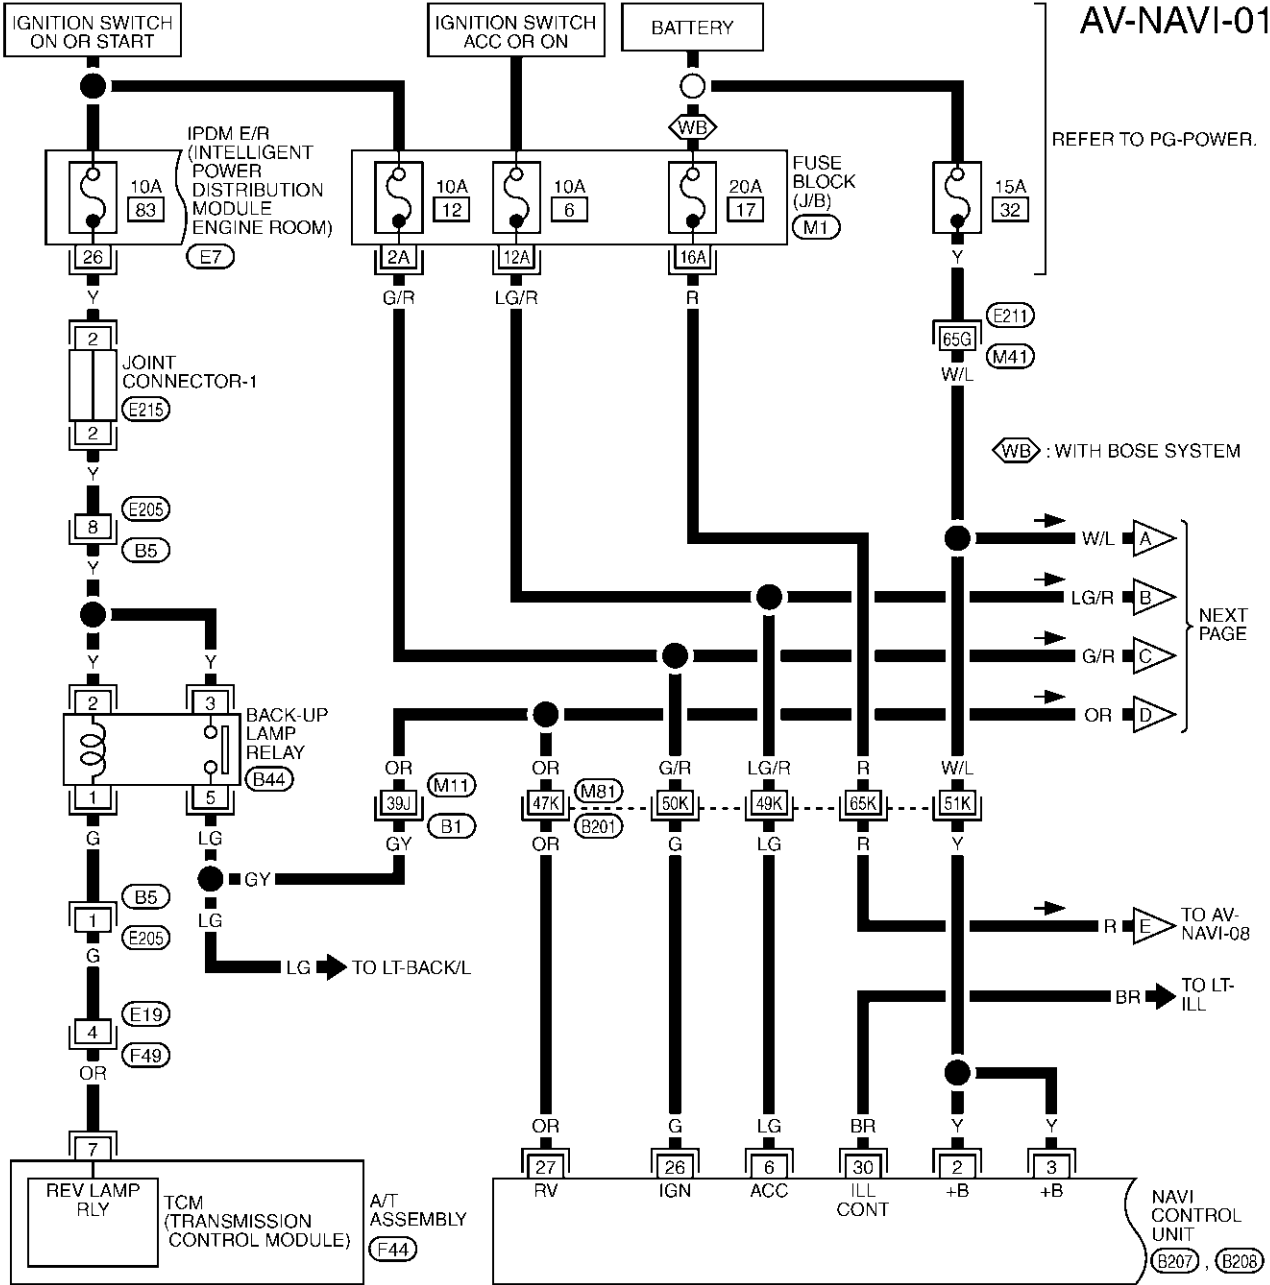 AV-NAVI-01
IGNITION SWITCH
ON OR START
IGNITION SWITCH
ACC OR ON
BATTERY
REFER TO PG-POWER.
WB
IPDM E/R
(INTELLIGENT
POWER
DISTRIBUTION
MODULE
ENGINE ROOM)
E7
10A
83
10A
12
10A
6
20A
17
FUSE
BLOCK
(J/B)
M1
15A
32
26
2A
12A
16A
Y
Y
G/R
LG/R
R
2
JOINT
CONNECTOR-1
E215
2
65G
E211
M41
W/L
WB : WITH BOSE SYSTEM
Y
8
E205
B5
Y
W/L
A
LG/R
B
G/R
C
OR
D
NEXT
PAGE
Y
Y
2
3
BACK-UP
LAMP
RELAY
B44
1
5
OR
OR
G/R
LG/R
R
W/L
39J
M11
B1
47K
M81
B201
50K
49K
65K
51K
G
LG
GY
OR
G
LG
R
Y
GY
1
B5
E205
LG
G
LG
TO LT-BACK/L
R
E
TO AV-
NAVI-08
BR
TO LT-
ILL
4
E19
F49
OR
OR
G
LG
BR
Y
Y
7
27
26
6
30
2
3
RV
IGN
ACC
ILL
CONT
+B
+B
REV LAMP
RLY
TCM
(TRANSMISSION
CONTROL MODULE)
A/T
ASSEMBLY
F44
NAVI
CONTROL
UNIT
B207 , B208